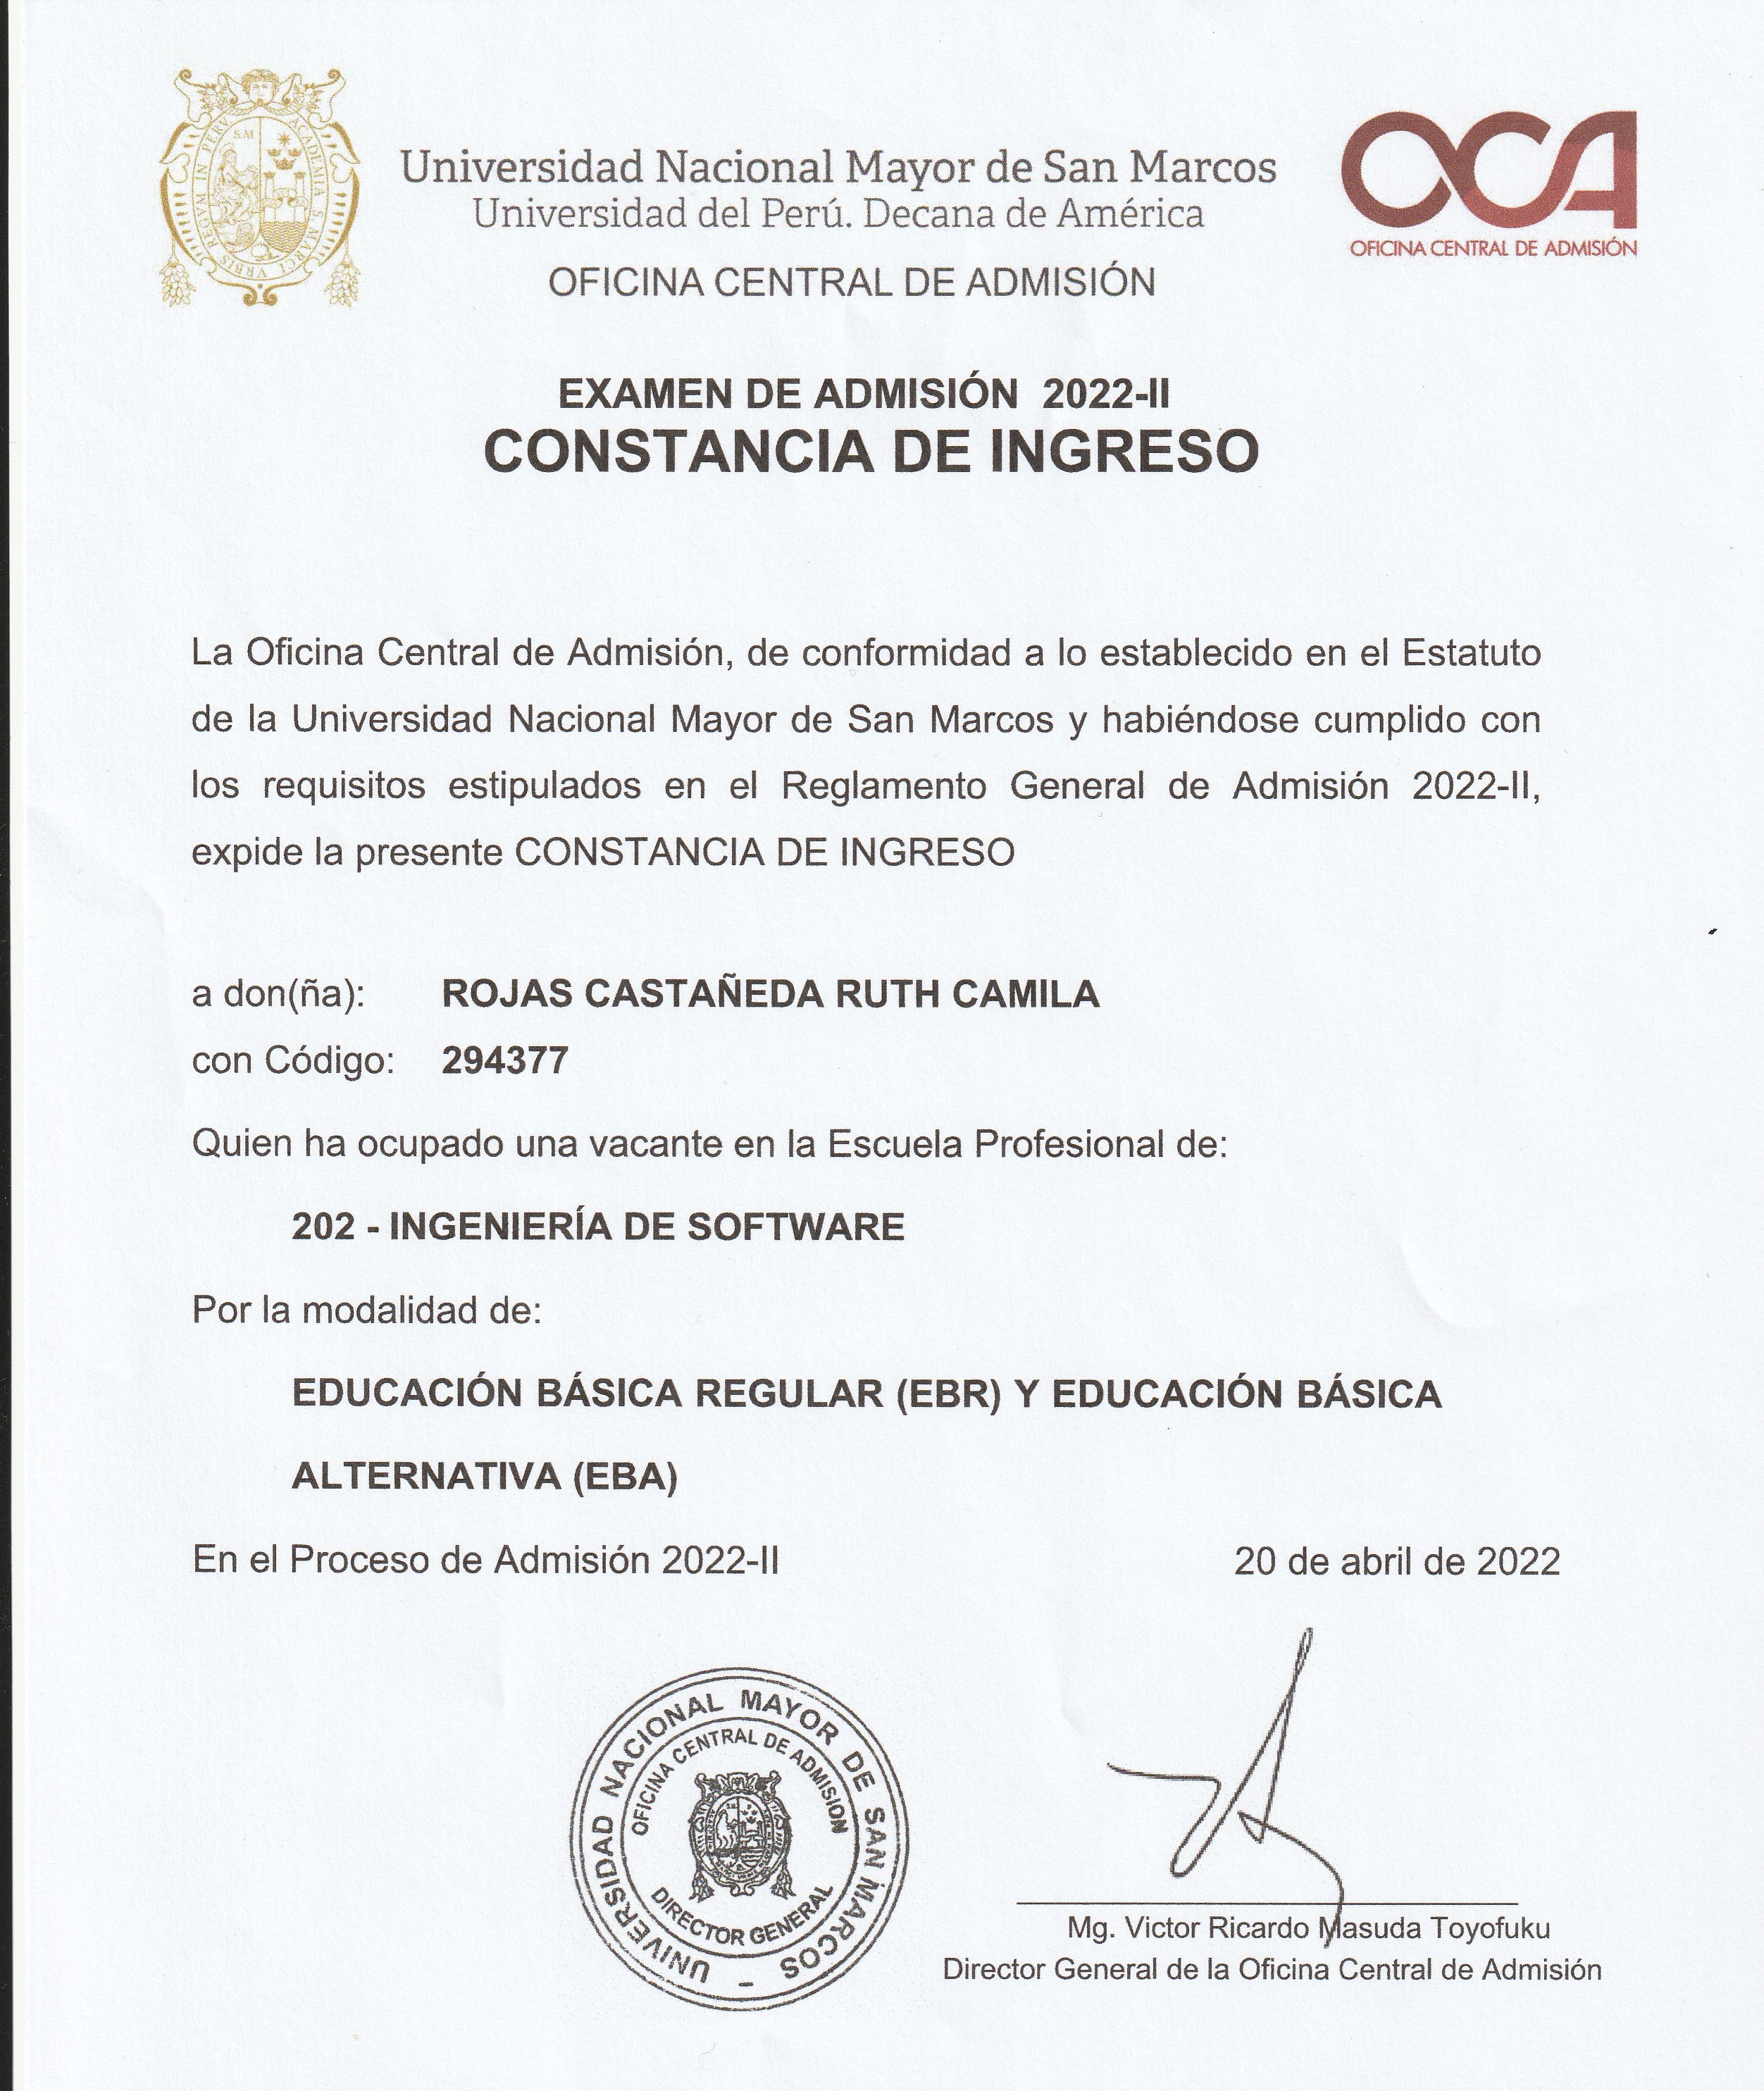 Universidad Nacional Mayor de San Marcos
Universidad del Perú. Decana de América
OFICINA CENTRAL DE ADMISIÓN
OCA
OFICINA CENTRAL DE ADMISIÓN
EXAMEN DE ADMISIÓN 2022-II
CONSTANCIA DE INGRESO
La Oficina Central de Admisión, de conformidad a lo establecido en el Estatuto
de la Universidad Nacional Mayor de San Marcos y habiéndose cumplido con
los requisitos estipulados en el Reglamento General de Admisión 2022-II,
expide la presente CONSTANCIA DE INGRESO
a don(ña): ROJAS CASTAÑEDA RUTH CAMILA
con Código: 294377
Quien ha ocupado una vacante en la Escuela Profesional de:
202 - INGENIERÍA DE SOFTWARE
Por la modalidad de:
EDUCACIÓN BÁSICA REGULAR (EBR) Y EDUCACIÓN BÁSICA
ALTERNATIVA (EBA)
En el Proceso de Admisión 2022-II 20 de abril de 2022
UNIVERSIDAD NACIONAL MAYOR DE SAN MARCOS -
OFICINA CENTRAL DE ADMISION
DIRECTOR GENERAL
Mg. Victor Ricardo Masuda Toyofuku
Director General de la Oficina Central de Admisión